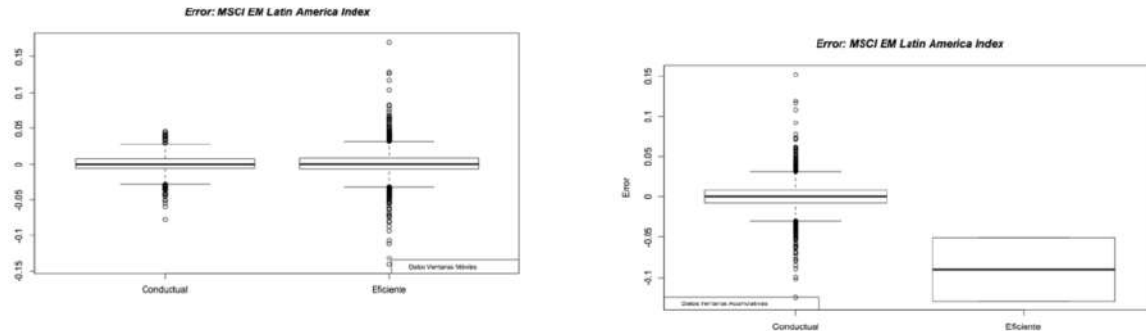 Error: MSCI EM Latin America Index
0.15
0.1
0.05
0
-0.05
-0.1
-0.15
Datos Ventanas Móviles
Conductual
Eficiente
Error: MSCI EM Latin America Index
Error
0.15
0.1
0.05
0
-0.05
-0.1
Datos Ventanas Acumulativas
Conductual
Eficiente